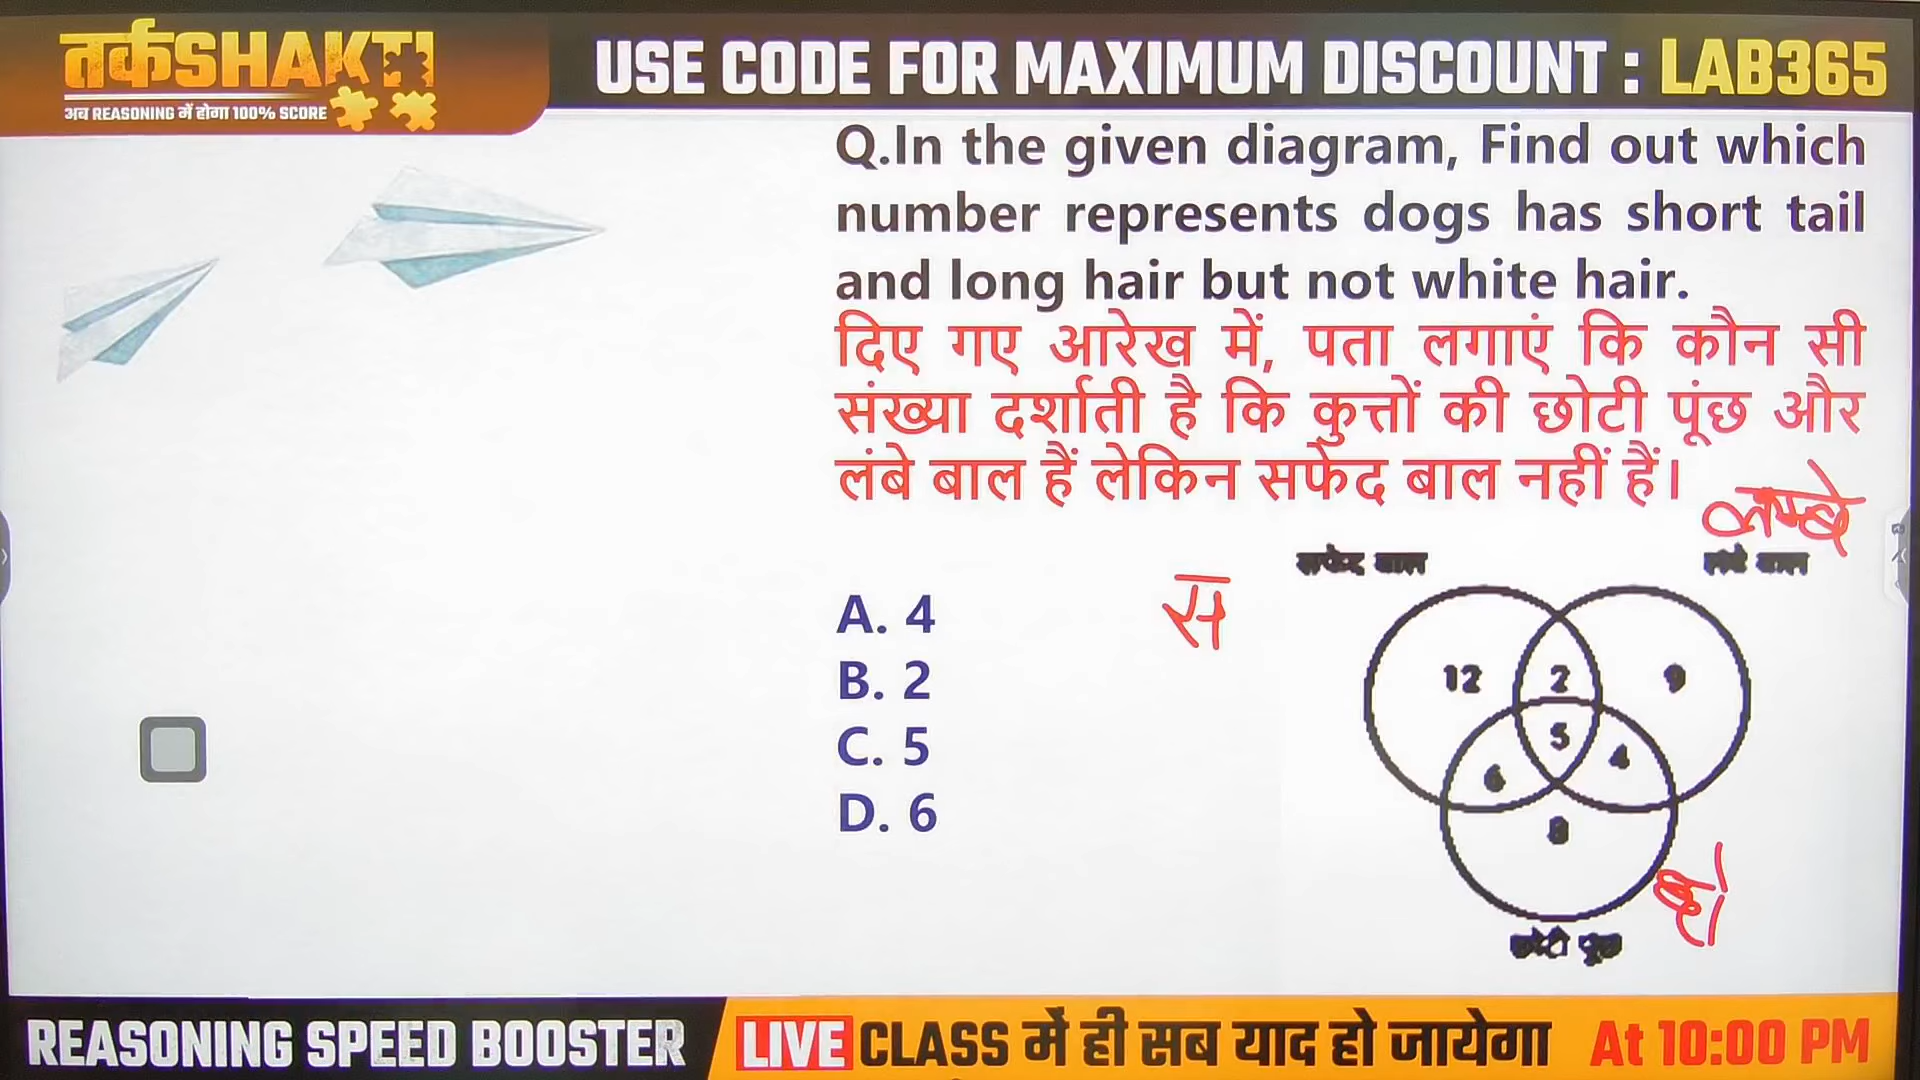 तर्कSHAKTI
अब REASONING में होगा 100% SCORE
USE CODE FOR MAXIMUM DISCOUNT : LAB365
Q.In the given diagram, Find out which
number represents dogs has short tail
and long hair but not white hair.
दिए गए आरेख में, पता लगाएं कि कौन सी
संख्या दर्शाती है कि कुत्तों की छोटी पूंछ और
लंबे बाल हैं लेकिन सफेद बाल नहीं हैं।
लम्बे
सफेद बाल
लंबे बाल
A. 4
स
B. 2
C. 5
D. 6
12
2
9
5
6
4
8
छोटी पूंछ
REASONING SPEED BOOSTER
LIVE CLASS में ही सब याद हो जायेगा At 10:00 PM